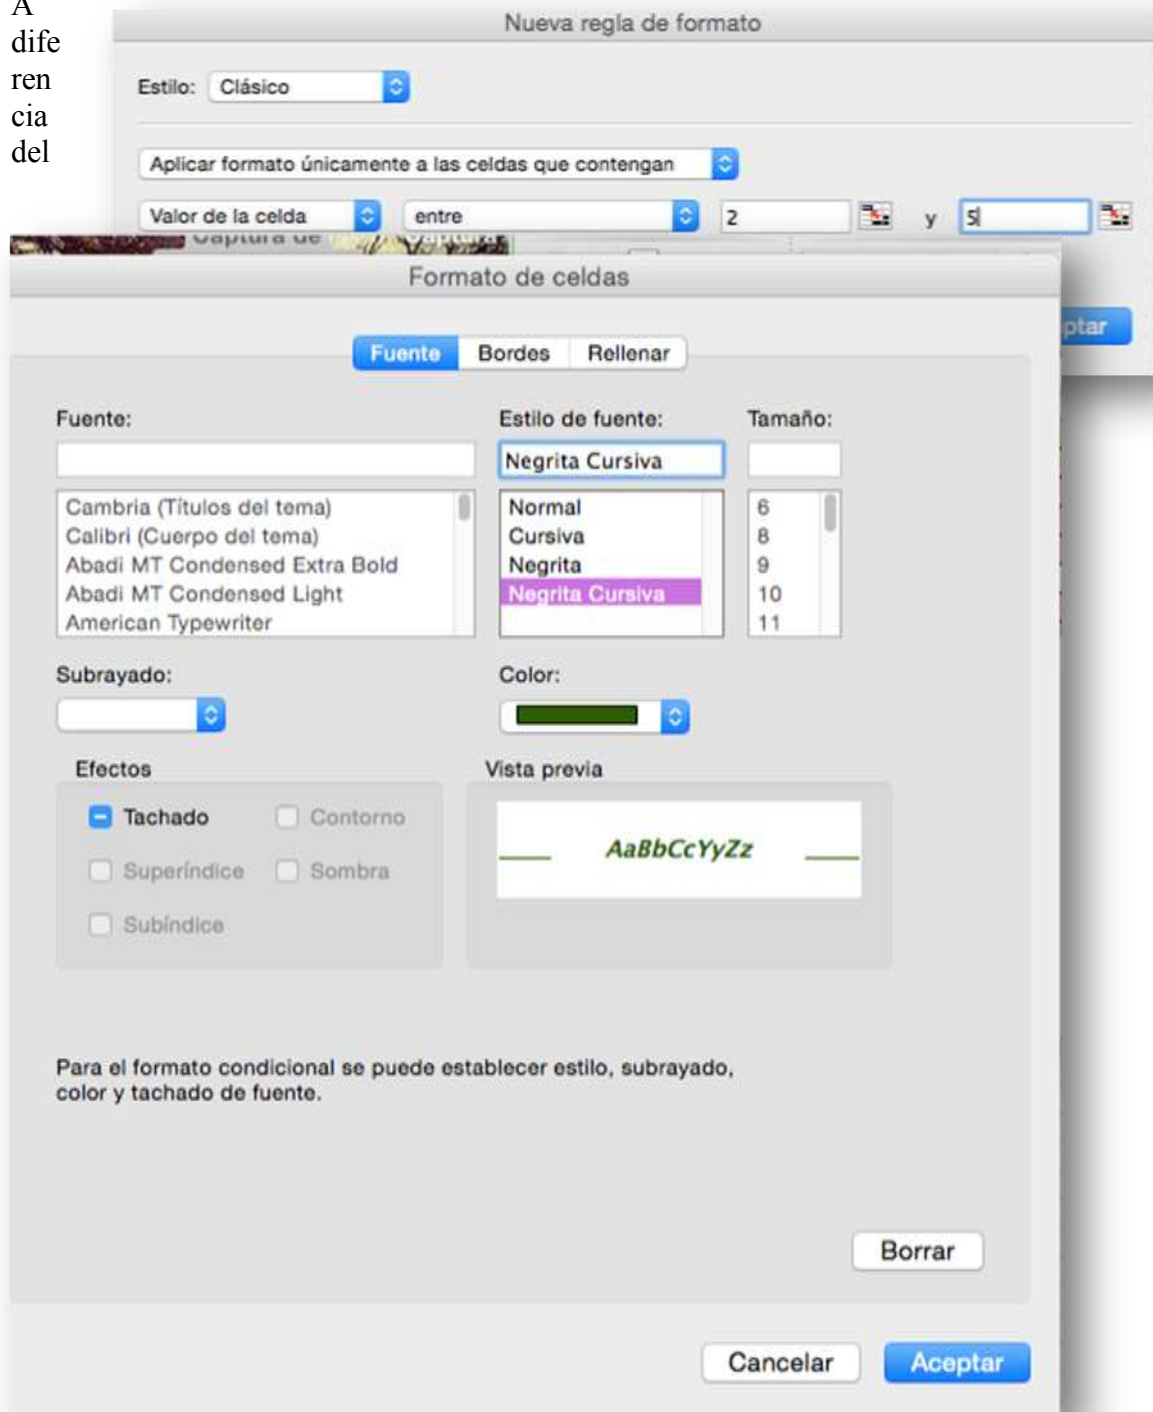 A
dife
ren
cia
del
Nueva regla de formato
Estilo: Clásico
Aplicar formato únicamente a las celdas que contengan
Valor de la celda entre 2 y 5
Captura de Captura
ptar
Formato de celdas
Fuente Bordes Rellenar
Fuente: Estilo de fuente: Tamaño:
Negrita Cursiva
Cambria (Títulos del tema) Normal 6
Calibri (Cuerpo del tema) Cursiva 8
Abadi MT Condensed Extra Bold Negrita 9
Abadi MT Condensed Light Negrita Cursiva 10
American Typewriter 11
Subrayado: Color:
Efectos Vista previa
Tachado Contorno
AaBbCcYyZz
Superíndice Sombra
Subíndice
Para el formato condicional se puede establecer estilo, subrayado,
color y tachado de fuente.
Borrar
Cancelar Aceptar